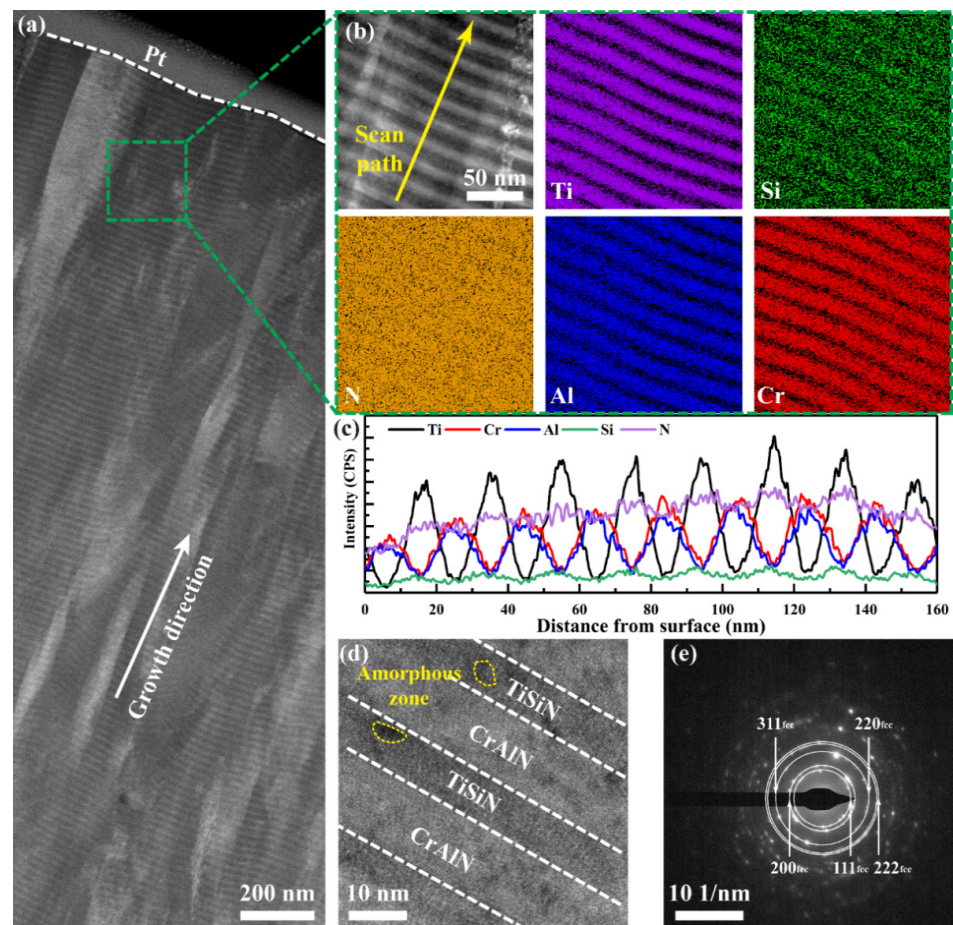 (a)
Pt
Growth direction
200 nm
(b)
Scan
path
50 nm
Ti
Si
N
Al
Cr
(c)
Ti Cr Al Si N
Intensity (CPS)
0 20 40 60 80 100 120 140 160
Distance from surface (nm)
(d)
Amorphous
zone
TiSiN
CrAlN
TiSiN
CrAlN
10 nm
(e)
311fcc 220fcc
200fcc 111fcc 222fcc
10 1/nm